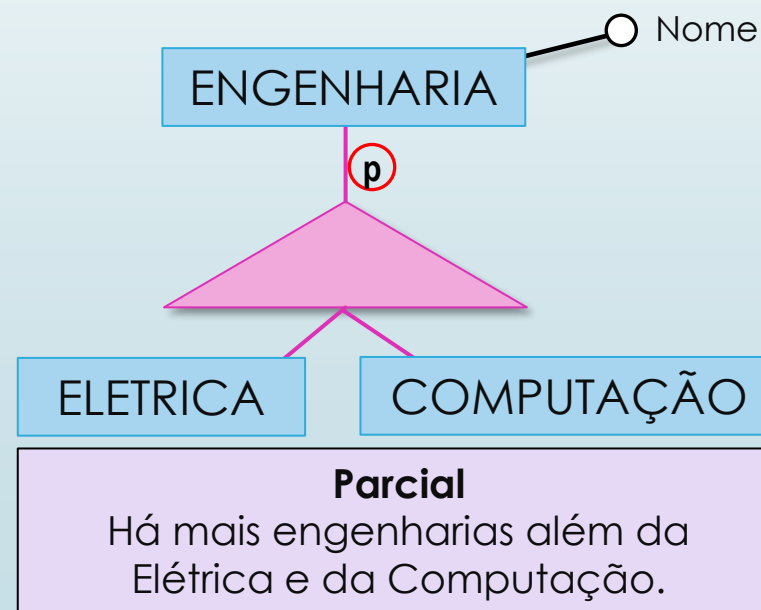 Nome
ENGENHARIA
p
ELETRICA
COMPUTAÇÃO
Parcial
Há mais engenharias além da
Elétrica e da Computação.